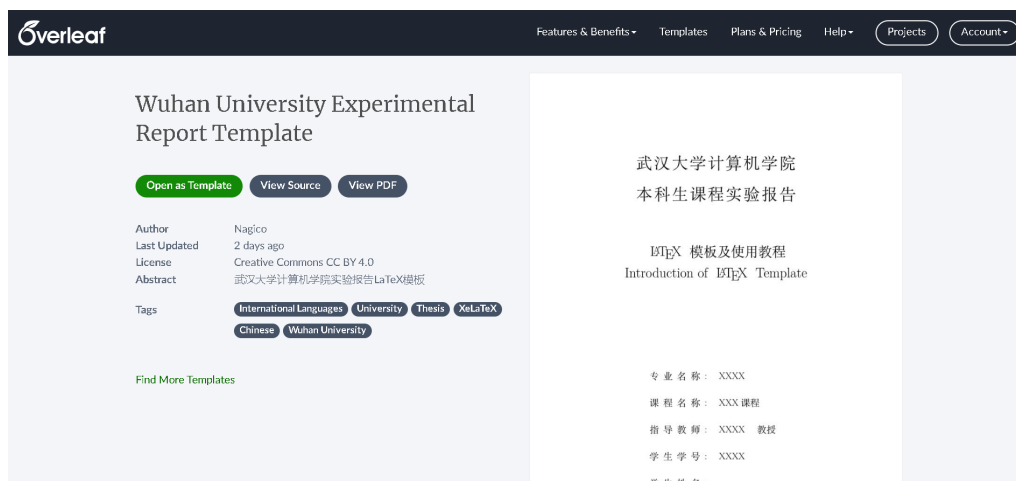 Overleaf
Features & Benefits Templates Plans & Pricing Help Projects Account
Wuhan University Experimental
Report Template
Open as Template View Source View PDF
Author Nagico
Last Updated 2 days ago
License Creative Commons CC BY 4.0
Abstract 武汉大学计算机学院实验报告LaTeX模板
Tags International Languages University Thesis XeLaTeX
Chinese Wuhan University
Find More Templates
武汉大学计算机学院
本科生课程实验报告
LATEX 模板及使用教程
Introduction of LATEX Template
专业名称: XXXX
课程名称: XXX 课程
指导教师: XXXX 教授
学生学号: XXXX